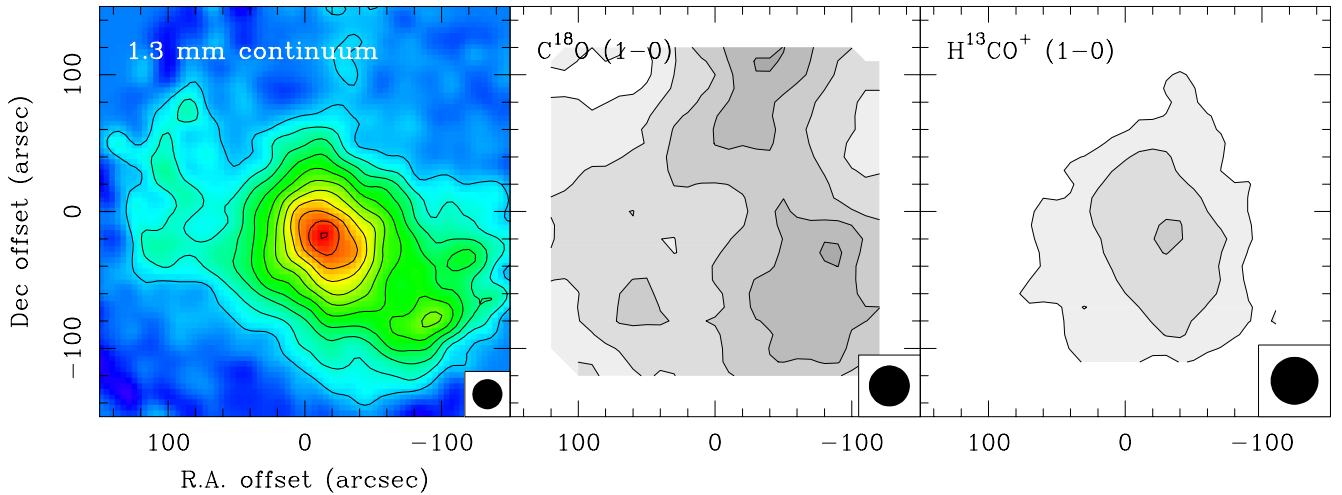 1.3 mm continuum
C¹⁸O (1−0)
H¹³CO⁺ (1−0)
Dec offset (arsec)
100
0
−100
100
0
−100
100
0
−100
100
0
−100
R.A. offset (arcsec)